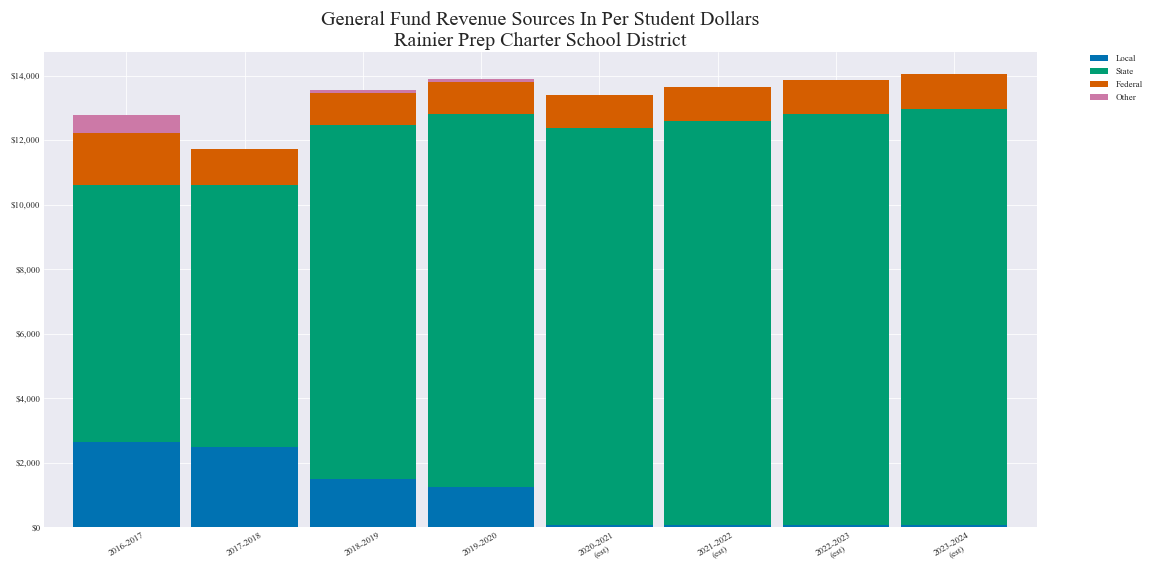 General Fund Revenue Sources In Per Student Dollars
Rainier Prep Charter School District
Local
State
Federal
Other
$14,000
$12,000
$10,000
$8,000
$6,000
$4,000
$2,000
$0
2016-2017
2017-2018
2018-2019
2019-2020
2020-2021
(est)
2021-2022
(est)
2022-2023
(est)
2023-2024
(est)